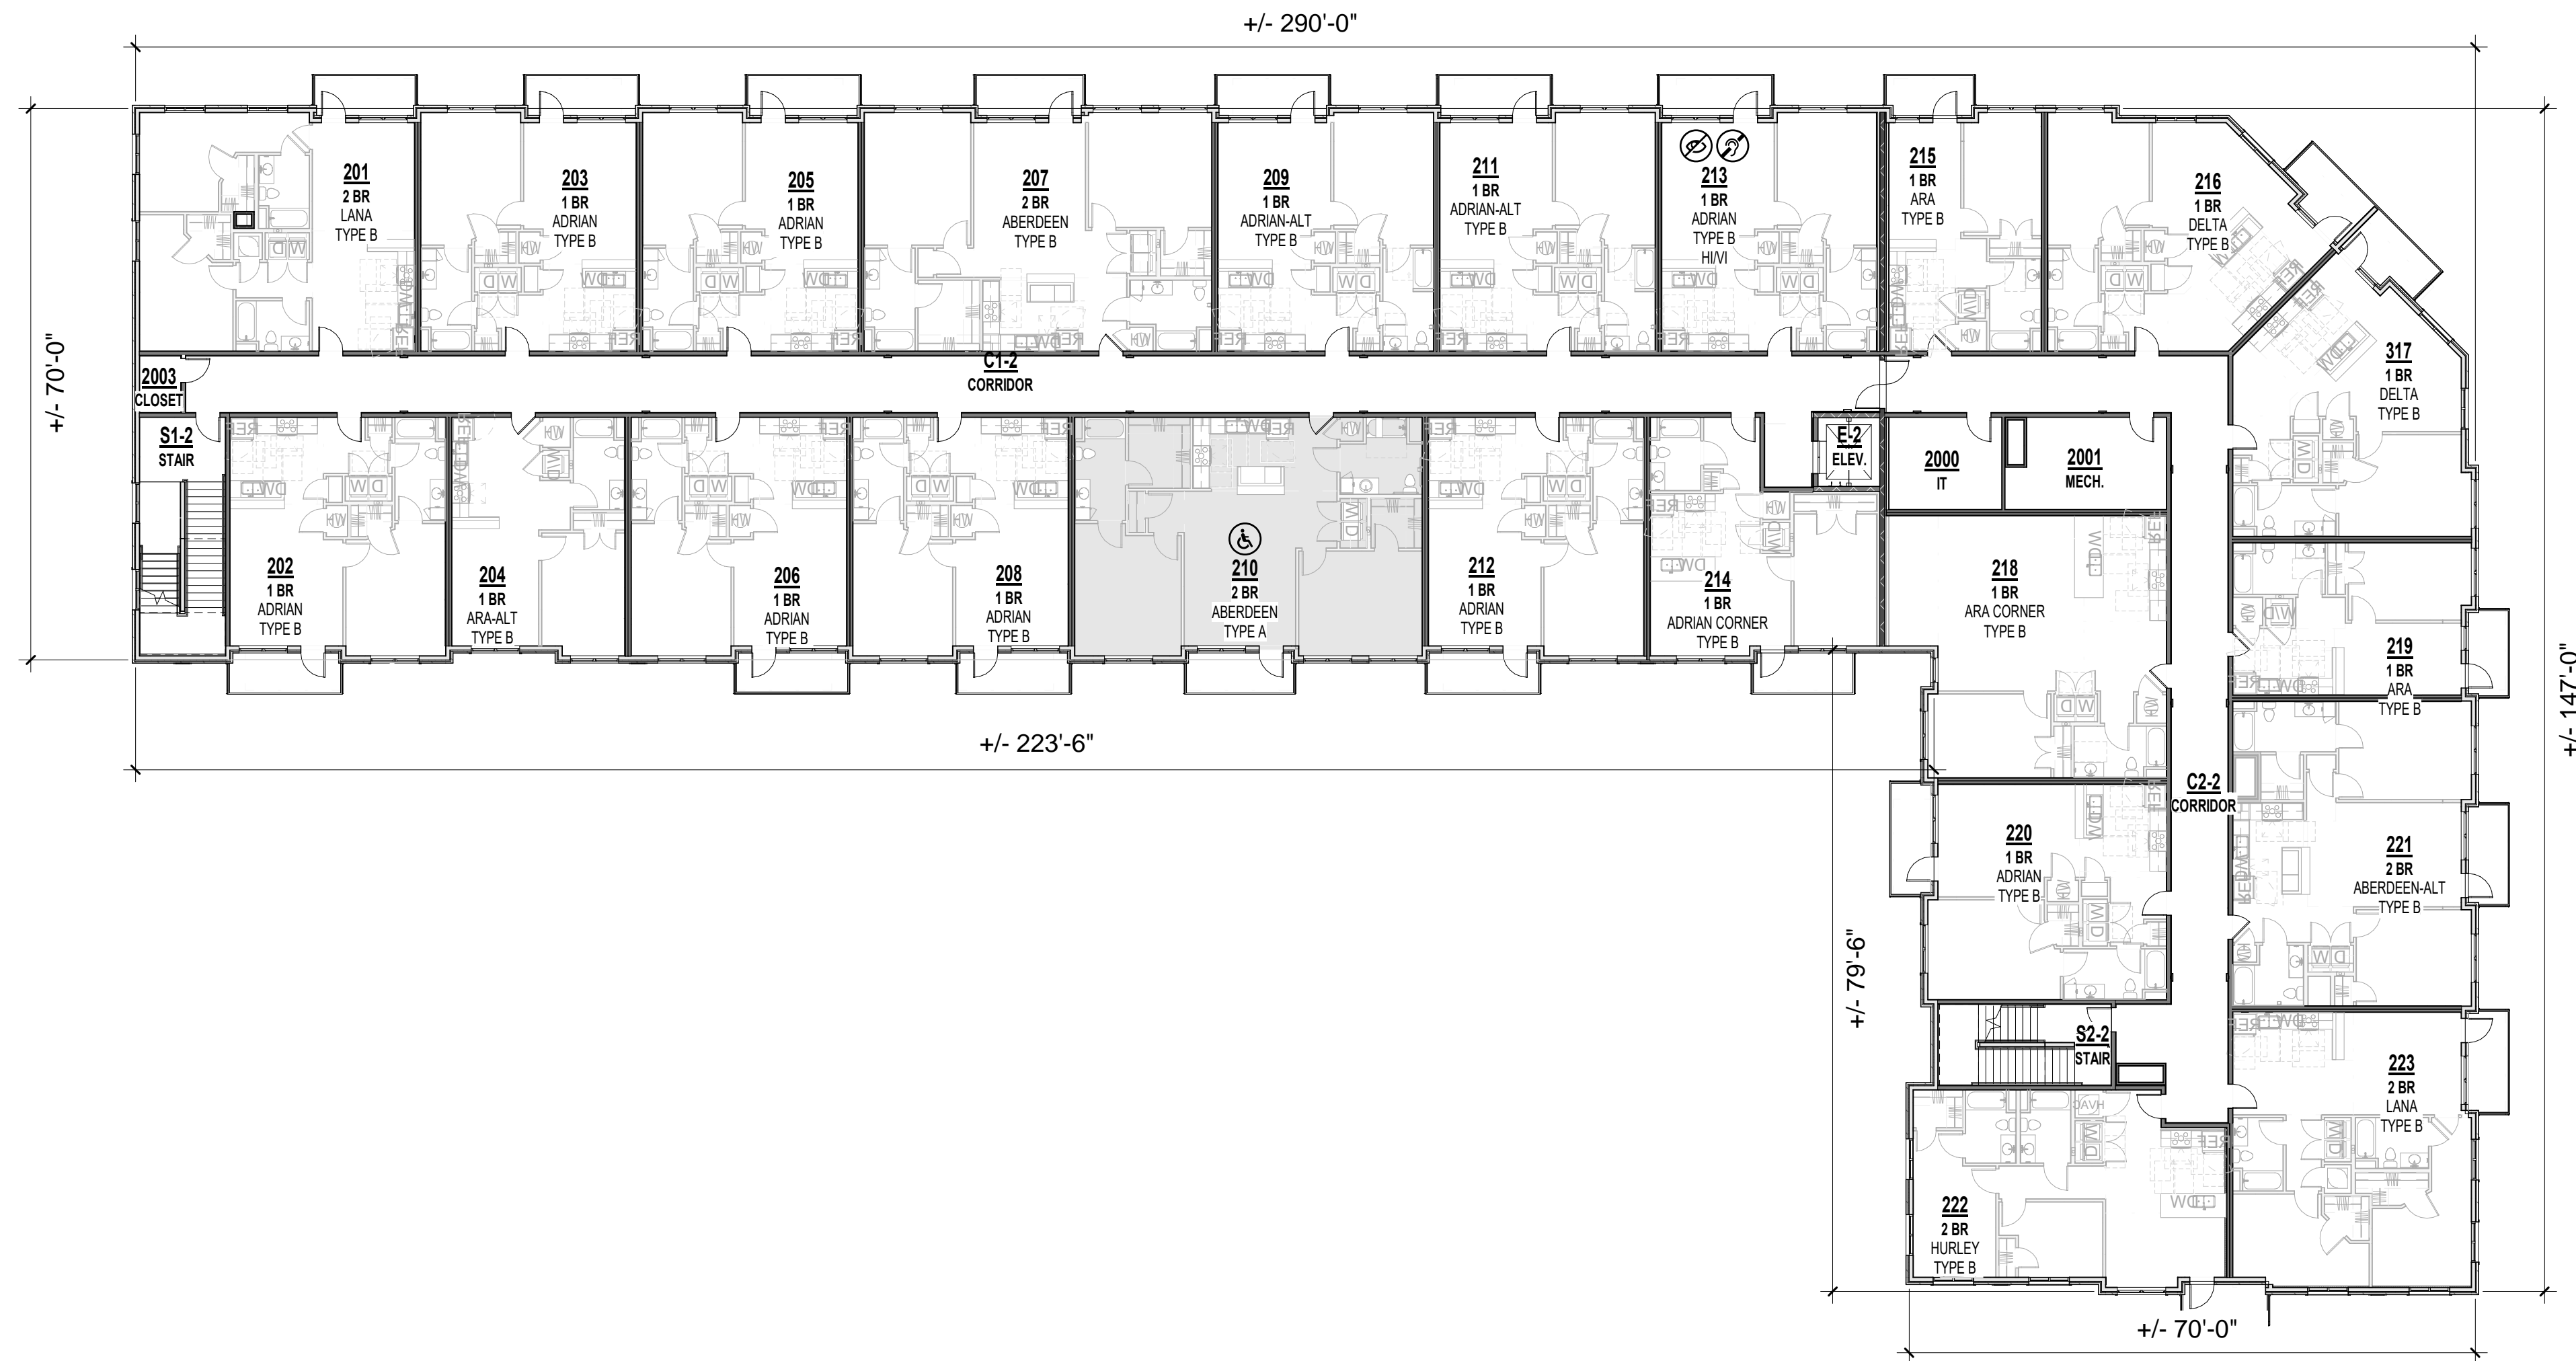 +/- 290'-0"
+/- 70'-0"
201
2 BR
LANA
TYPE B
203
1 BR
ADRIAN
TYPE B
205
1 BR
ADRIAN
TYPE B
207
2 BR
ABERDEEN
TYPE B
209
1 BR
ADRIAN-ALT
TYPE B
211
1 BR
ADRIAN-ALT
TYPE B
213
1 BR
ADRIAN
TYPE B
HI/VI
215
1 BR
ARA
TYPE B
216
1 BR
DELTA
TYPE B
317
1 BR
DELTA
TYPE B
2003
CLOSET
C1-2
CORRIDOR
S1-2
STAIR
202
1 BR
ADRIAN
TYPE B
204
1 BR
ARA-ALT
TYPE B
206
1 BR
ADRIAN
TYPE B
208
1 BR
ADRIAN
TYPE B
210
2 BR
ABERDEEN
TYPE A
212
1 BR
ADRIAN
TYPE B
214
1 BR
ADRIAN CORNER
TYPE B
E-2
ELEV.
2000
IT
2001
MECH.
218
1 BR
ARA CORNER
TYPE B
219
1 BR
ARA
TYPE B
+/- 147'-0"
+/- 223'-6"
C2-2
CORRIDOR
220
1 BR
ADRIAN
TYPE B
221
2 BR
ABERDEEN-ALT
TYPE B
+/- 79'-6"
S2-2
STAIR
223
2 BR
LANA
TYPE B
HVAC
222
2 BR
HURLEY
TYPE B
+/- 70'-0"